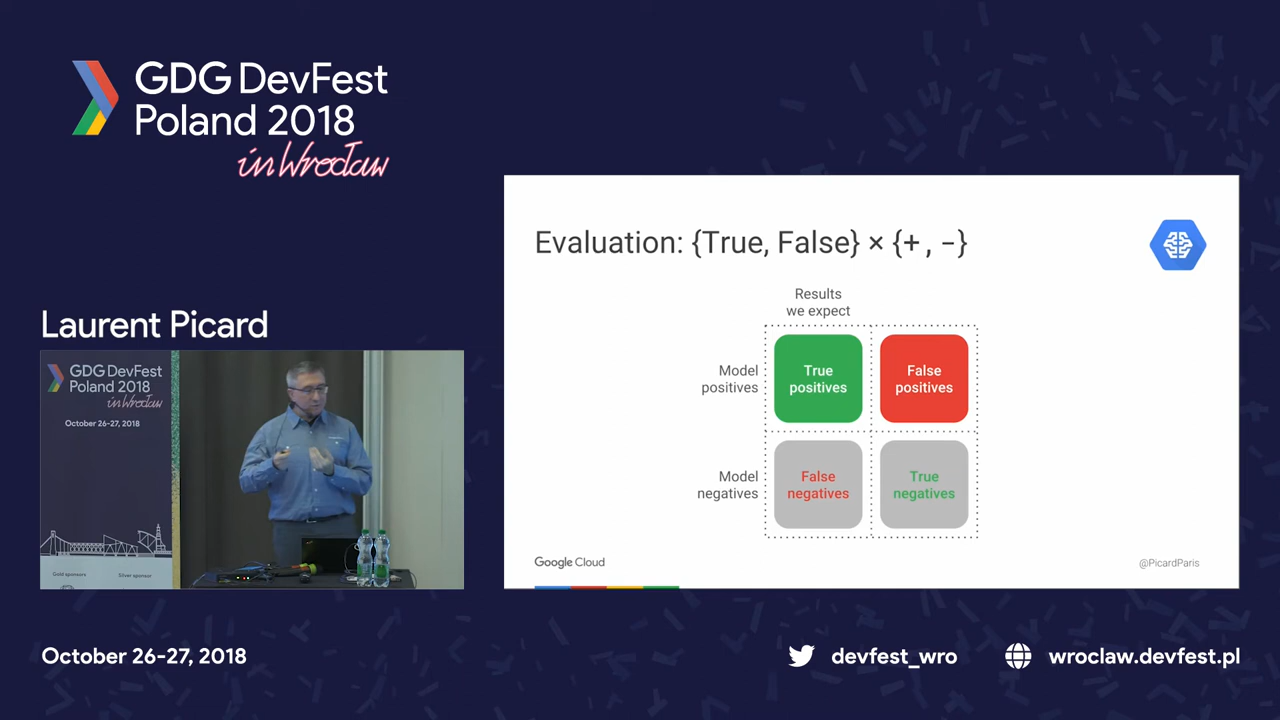 GDG DevFest
Poland 2018
in Wrocław
Evaluation: {True, False} × {+ , −}
Results
we expect
Model
positives
True
positives
False
positives
Model
negatives
False
negatives
True
negatives
Google Cloud
@PicardParis
Laurent Picard
GDG DevFest
Poland 2018
in Wrocław
October 26-27, 2018
Gold sponsors
Silver sponsor
October 26-27, 2018
devfest_wro
wroclaw.devfest.pl